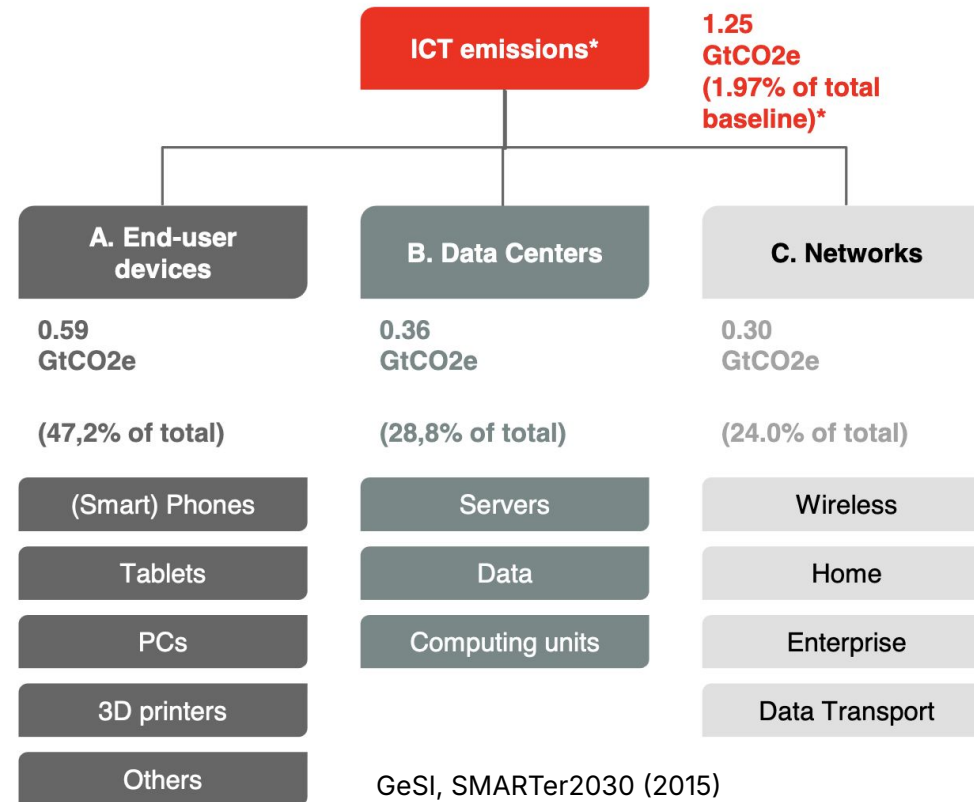 ICT emissions*
1.25
GtCO2e
(1.97% of total
baseline)*
A. End-user
devices
0.59
GtCO2e
(47,2% of total)
(Smart) Phones
Tablets
PCs
3D printers
Others
B. Data Centers
0.36
GtCO2e
(28,8% of total)
Servers
Data
Computing units
C. Networks
0.30
GtCO2e
(24.0% of total)
Wireless
Home
Enterprise
Data Transport
GeSI, SMARTer2030 (2015)